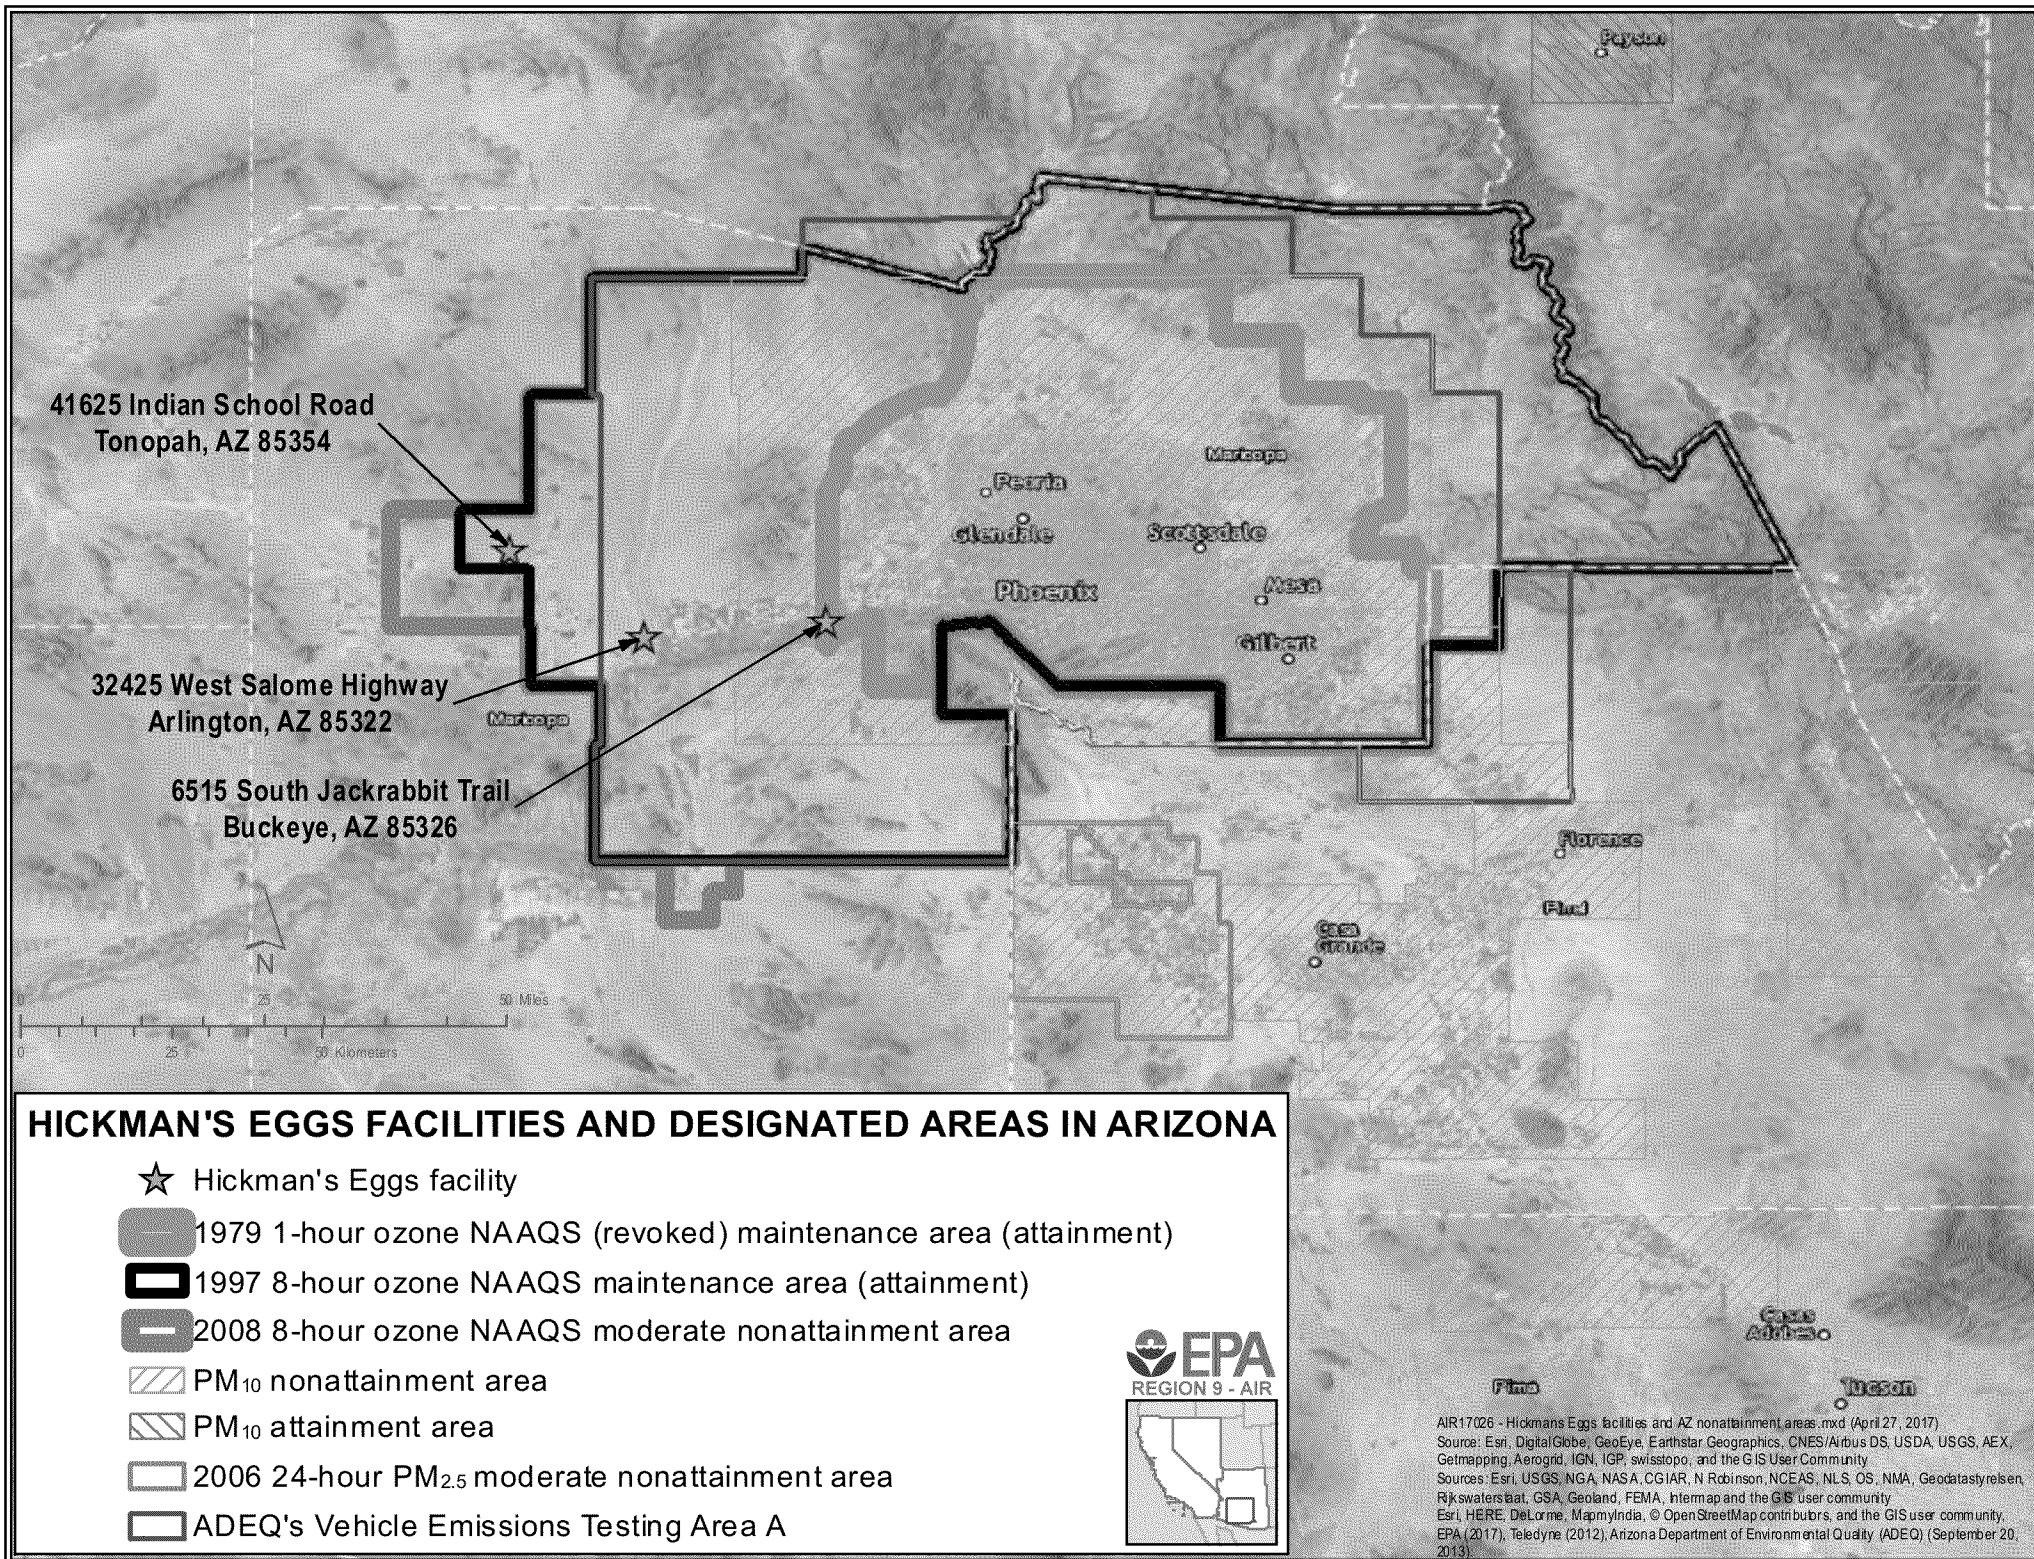 Payson
41625 Indian School Road
Tonopah, AZ 85354
Maricopa
Peoria
Glendale
Scottsdale
Phoenix
Mesa
Gilbert
32425 West Salome Highway
Arlington, AZ 85322
Maricopa
6515 South Jackrabbit Trail
Buckeye, AZ 85326
Florence
Pinal
Casa
Grande
N
0 25 50 Miles
0 25 50 Kilometers
HICKMAN'S EGGS FACILITIES AND DESIGNATED AREAS IN ARIZONA
Hickman's Eggs facility
1979 1-hour ozone NAAQS (revoked) maintenance area (attainment)
1997 8-hour ozone NAAQS maintenance area (attainment)
2008 8-hour ozone NAAQS moderate nonattainment area
PM10 nonattainment area
PM10 attainment area
2006 24-hour PM2.5 moderate nonattainment area
ADEQ's Vehicle Emissions Testing Area A
EPA
REGION 9 - AIR
Casas
Adobes
Pima
Tucson
AIR17026 - Hickmans Eggs facilities and AZ nonattainment areas.mxd (April 27, 2017)
Source: Esri, DigitalGlobe, GeoEye, Earthstar Geographics, CNES/Airbus DS, USDA, USGS, AEX,
Getmapping, Aerogrid, IGN, IGP, swisstopo, and the GIS User Community
Sources: Esri, USGS, NGA, NASA, CGIAR, N Robinson, NCEAS, NLS, OS, NMA, Geodatastyrelsen,
Rijkswaterstaat, GSA, Geoland, FEMA, Intermap and the GIS user community
Esri, HERE, DeLorme, MapmyIndia, © OpenStreetMap contributors, and the GIS user community,
EPA (2017), Teledyne (2012), Arizona Department of Environmental Quality (ADEQ) (September 20,
2013).